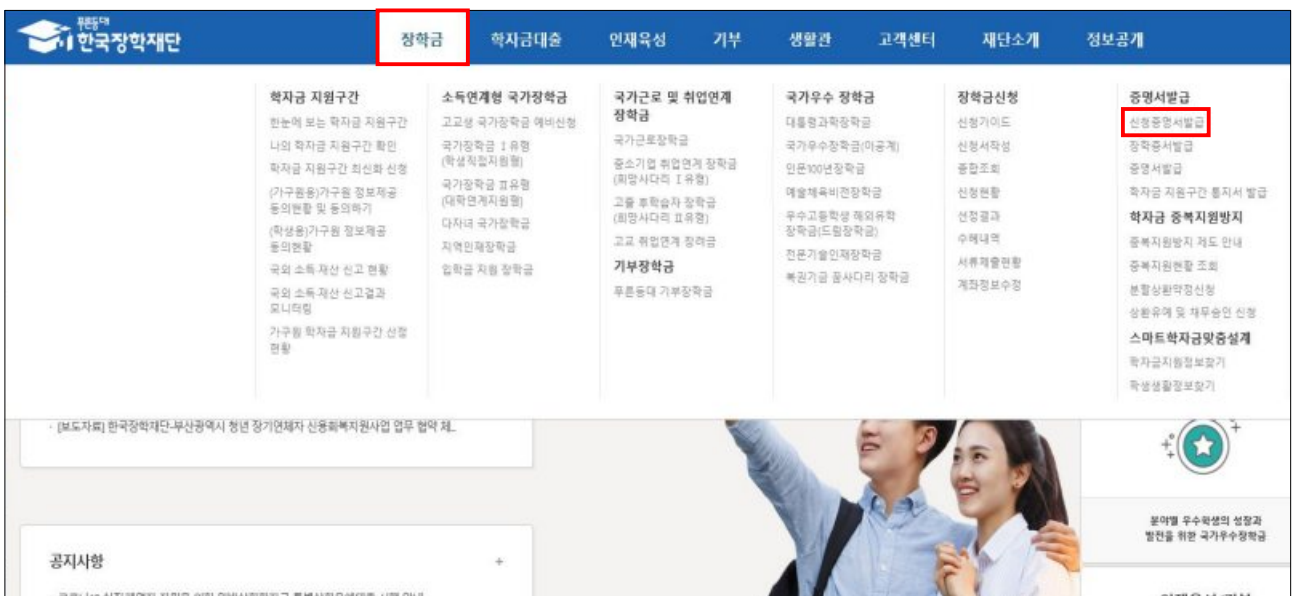 푸른등대
한국장학재단
장학금
학자금대출
인재육성
기부
생활관
고객센터
재단소개
정보공개
학자금 지원구간
한눈에 보는 학자금 지원구간
나의 학자금 지원구간 확인
학자금 지원구간 최신화 신청
(가구원용)가구원 정보제공
동의현황 및 동의하기
(학생용)가구원 정보제공
동의현황
국외 소득·재산 신고 현황
국외 소득·재산 신고결과
모니터링
가구원 학자금 지원구간 산정
현황
소득연계형 국가장학금
고교생 국가장학금 예비신청
국가장학금 Ⅰ유형
(학생직접지원형)
국가장학금 Ⅱ유형
(대학연계지원형)
다자녀 국가장학금
지역인재장학금
입학금 지원 장학금
국가근로 및 취업연계
장학금
국가근로장학금
중소기업 취업연계 장학금
(희망사다리 Ⅰ유형)
고졸 후학습자 장학금
(희망사다리 Ⅱ유형)
고교 취업연계 장려금
기부장학금
푸른등대 기부장학금
국가우수 장학금
대통령과학장학금
국가우수장학금(이공계)
인문100년장학금
예술체육비전장학금
우수고등학생 해외유학
장학금(드림장학금)
전문기술인재장학금
복권기금 꿈사다리 장학금
장학금신청
신청가이드
신청서작성
종합조회
신청현황
선정결과
수혜내역
서류제출현황
계좌정보수정
증명서발급
신청증명서발급
장학증서발급
증명서발급
학자금 지원구간 통지서 발급
학자금 중복지원방지
중복지원방지 제도 안내
중복지원현황 조회
분할상환약정신청
상환유예 및 채무승인 신청
스마트학자금맞춤설계
학자금지원정보찾기
학생생활정보찾기
· [보도자료] 한국장학재단-부산광역시 청년 장기연체자 신용회복지원사업 업무 협약 체..
분야별 우수학생의 성장과
발전을 위한 국가우수장학금
공지사항
+